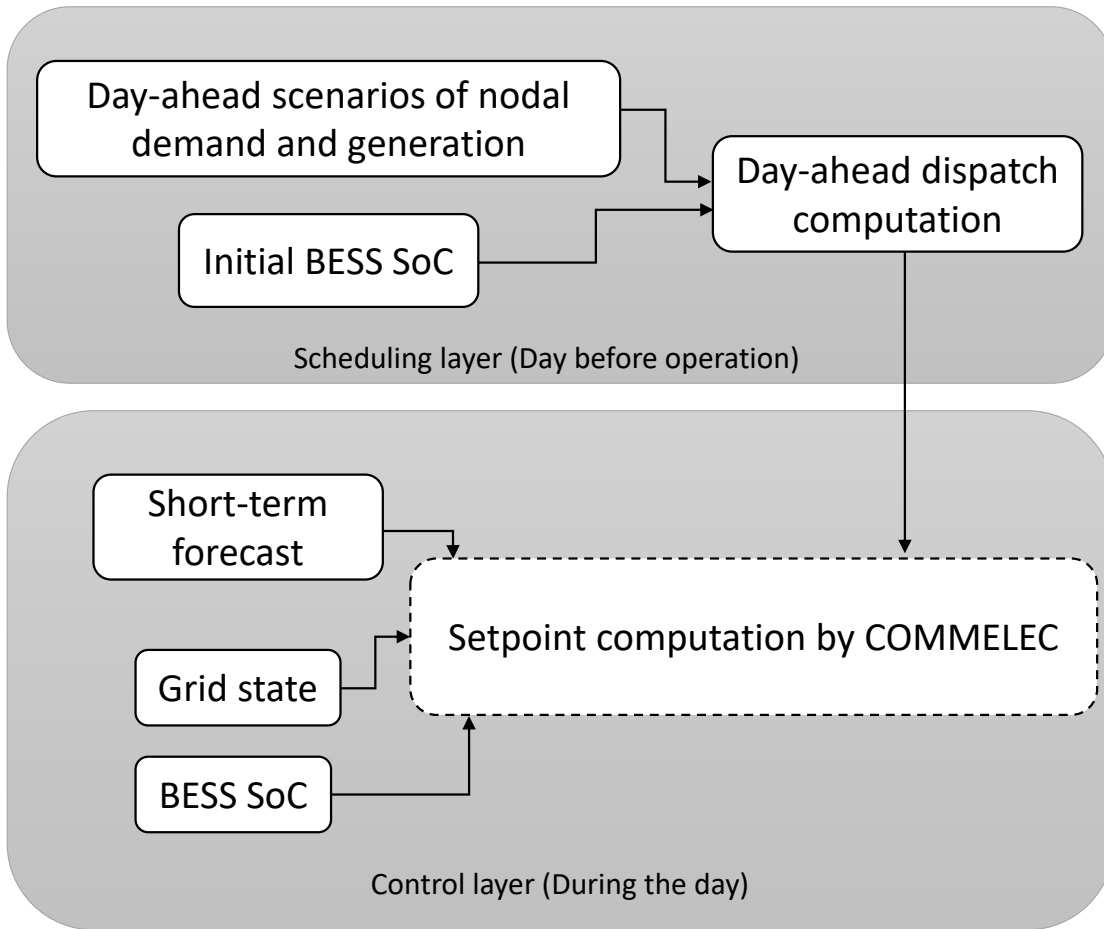 Day-ahead scenarios of nodal
demand and generation
Day-ahead dispatch
computation
Initial BESS SoC
Scheduling layer (Day before operation)
Short-term
forecast
Setpoint computation by COMMELEC
Grid state
BESS SoC
Control layer (During the day)